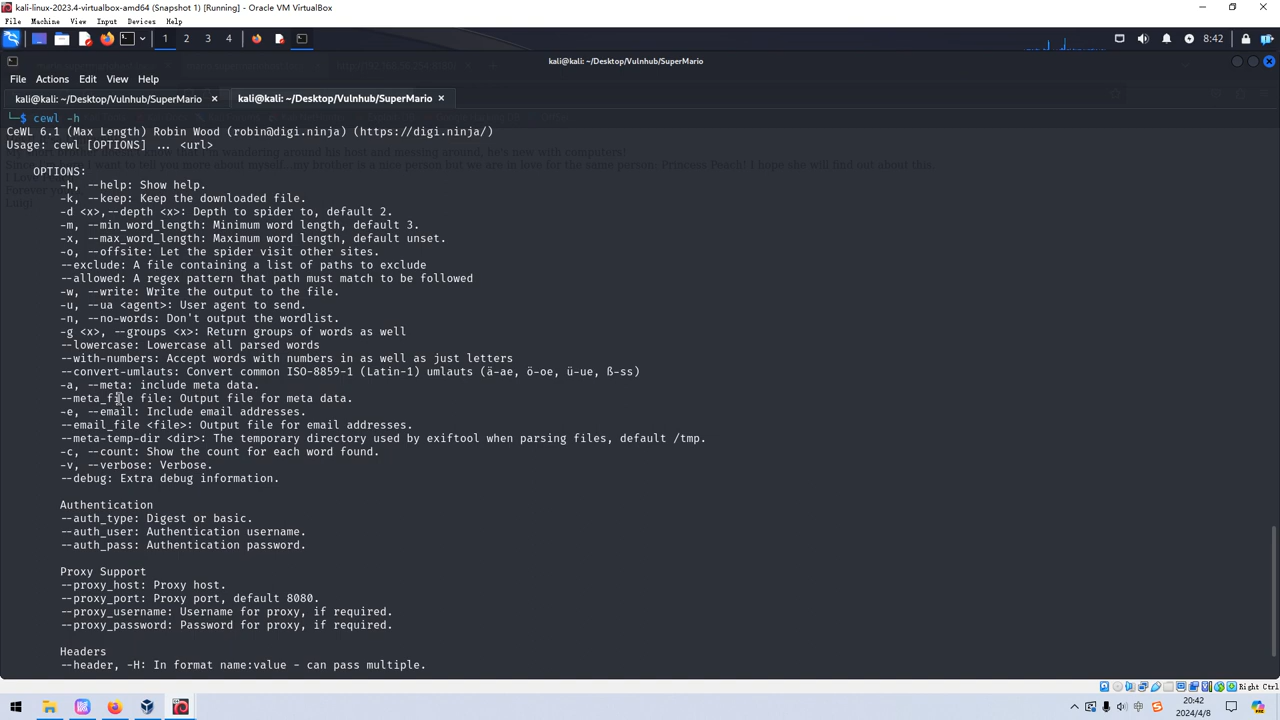 kali-linux-2023.4-virtualbox-amd64 (Snapshot 1) [Running] - Oracle VM VirtualBox
File Machine View Input Devices Help
1 2 3 4 8:42
kali@kali: ~/Desktop/Vulnhub/SuperMario
File Actions Edit View Help
kali@kali: ~/Desktop/Vulnhub/SuperMario × kali@kali: ~/Desktop/Vulnhub/SuperMario ×
└─$ cewl -h
CeWL 6.1 (Max Length) Robin Wood (robin@digi.ninja) (https://digi.ninja/)
Usage: cewl [OPTIONS] ... <url>
OPTIONS:
-h, --help: Show help.
-k, --keep: Keep the downloaded file.
-d <x>,--depth <x>: Depth to spider to, default 2.
-m, --min_word_length: Minimum word length, default 3.
-x, --max_word_length: Maximum word length, default unset.
-o, --offsite: Let the spider visit other sites.
--exclude: A file containing a list of paths to exclude
--allowed: A regex pattern that path must match to be followed
-w, --write: Write the output to the file.
-u, --ua <agent>: User agent to send.
-n, --no-words: Don't output the wordlist.
-g <x>, --groups <x>: Return groups of words as well
--lowercase: Lowercase all parsed words
--with-numbers: Accept words with numbers in as well as just letters
--convert-umlauts: Convert common ISO-8859-1 (Latin-1) umlauts (ä-ae, ö-oe, ü-ue, ß-ss)
-a, --meta: include meta data.
--meta_file file: Output file for meta data.
-e, --email: Include email addresses.
--email_file <file>: Output file for email addresses.
--meta-temp-dir <dir>: The temporary directory used by exiftool when parsing files, default /tmp.
-c, --count: Show the count for each word found.
-v, --verbose: Verbose.
--debug: Extra debug information.
Authentication
--auth_type: Digest or basic.
--auth_user: Authentication username.
--auth_pass: Authentication password.
Proxy Support
--proxy_host: Proxy host.
--proxy_port: Proxy port, default 8080.
--proxy_username: Username for proxy, if required.
--proxy_password: Password for proxy, if required.
Headers
--header, -H: In format name:value - can pass multiple.
Right Ctrl
中 20:42
2024/4/8